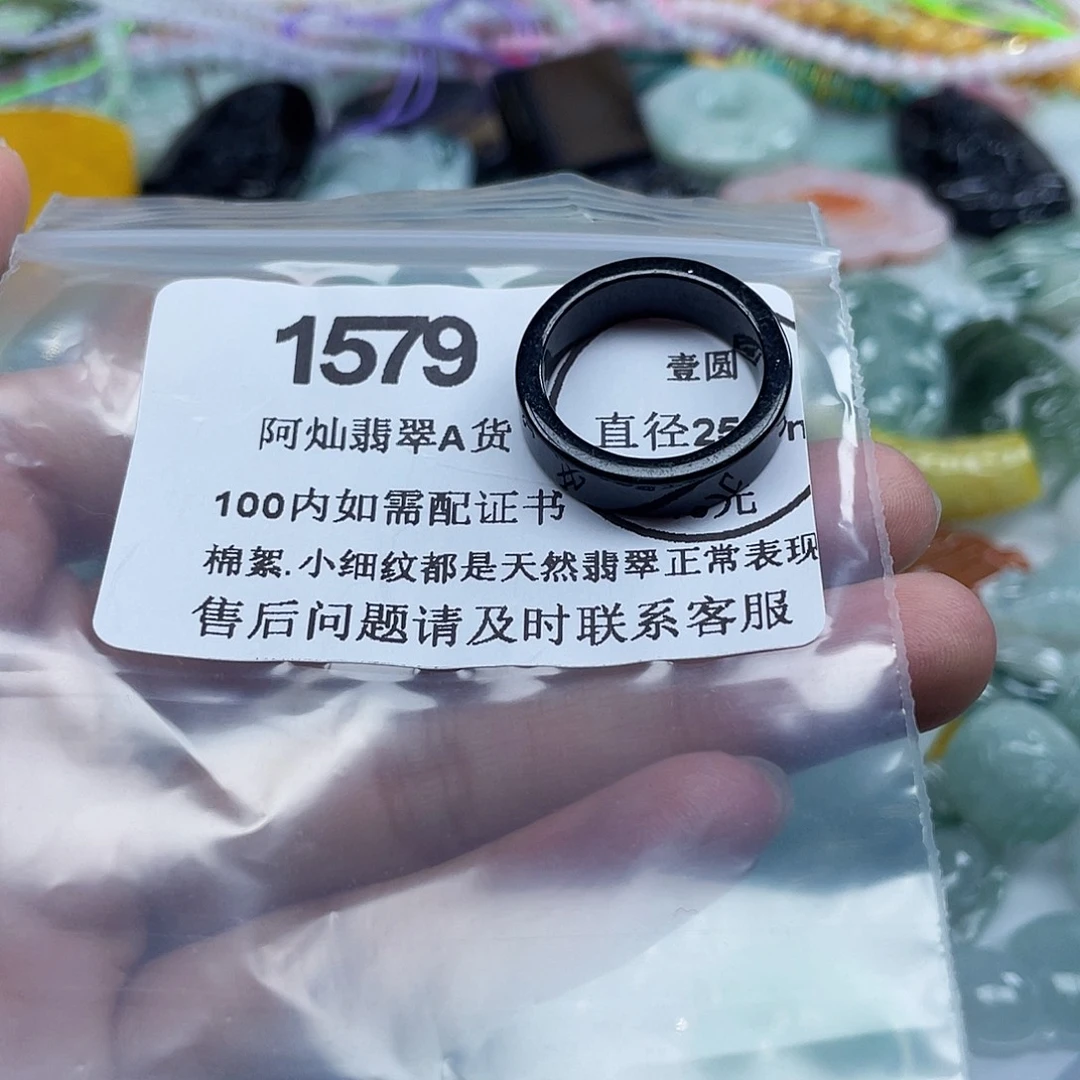 1579
壹圆
直径25
阿灿翡翠A货
元
100内如需配证书
棉絮.小细纹都是天然翡翠正常表现
售后问题请及时联系客服